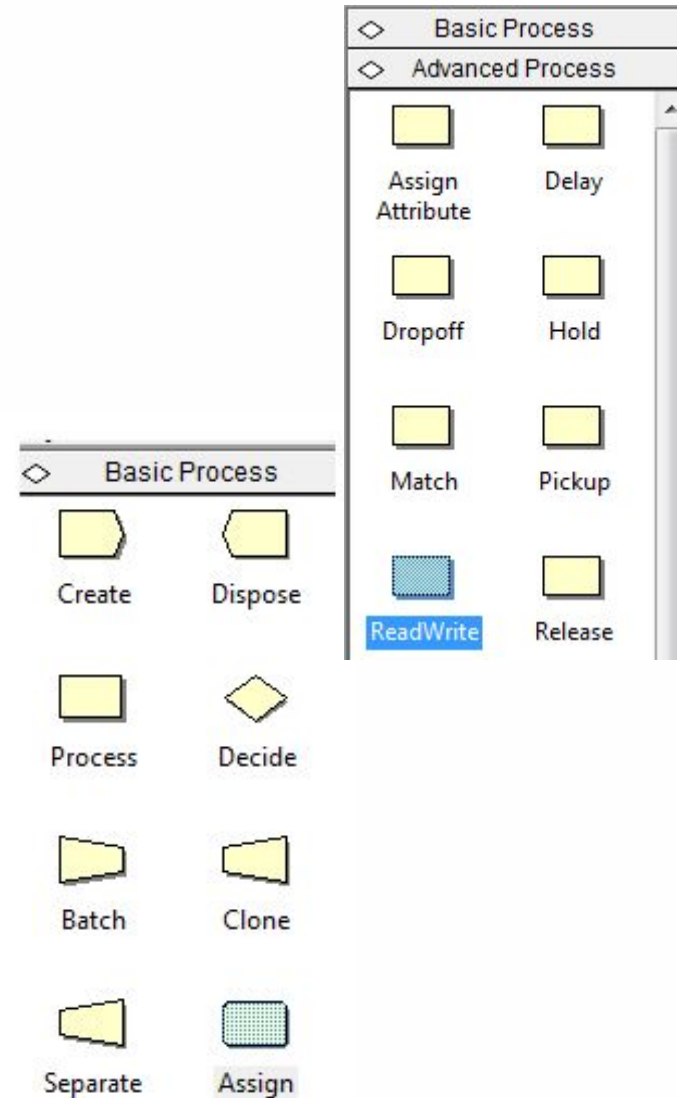 Basic Process
Advanced Process
Assign Delay
Attribute
Dropoff Hold
Match Pickup
ReadWrite Release
Basic Process
Create Dispose
Process Decide
Batch Clone
Separate Assign